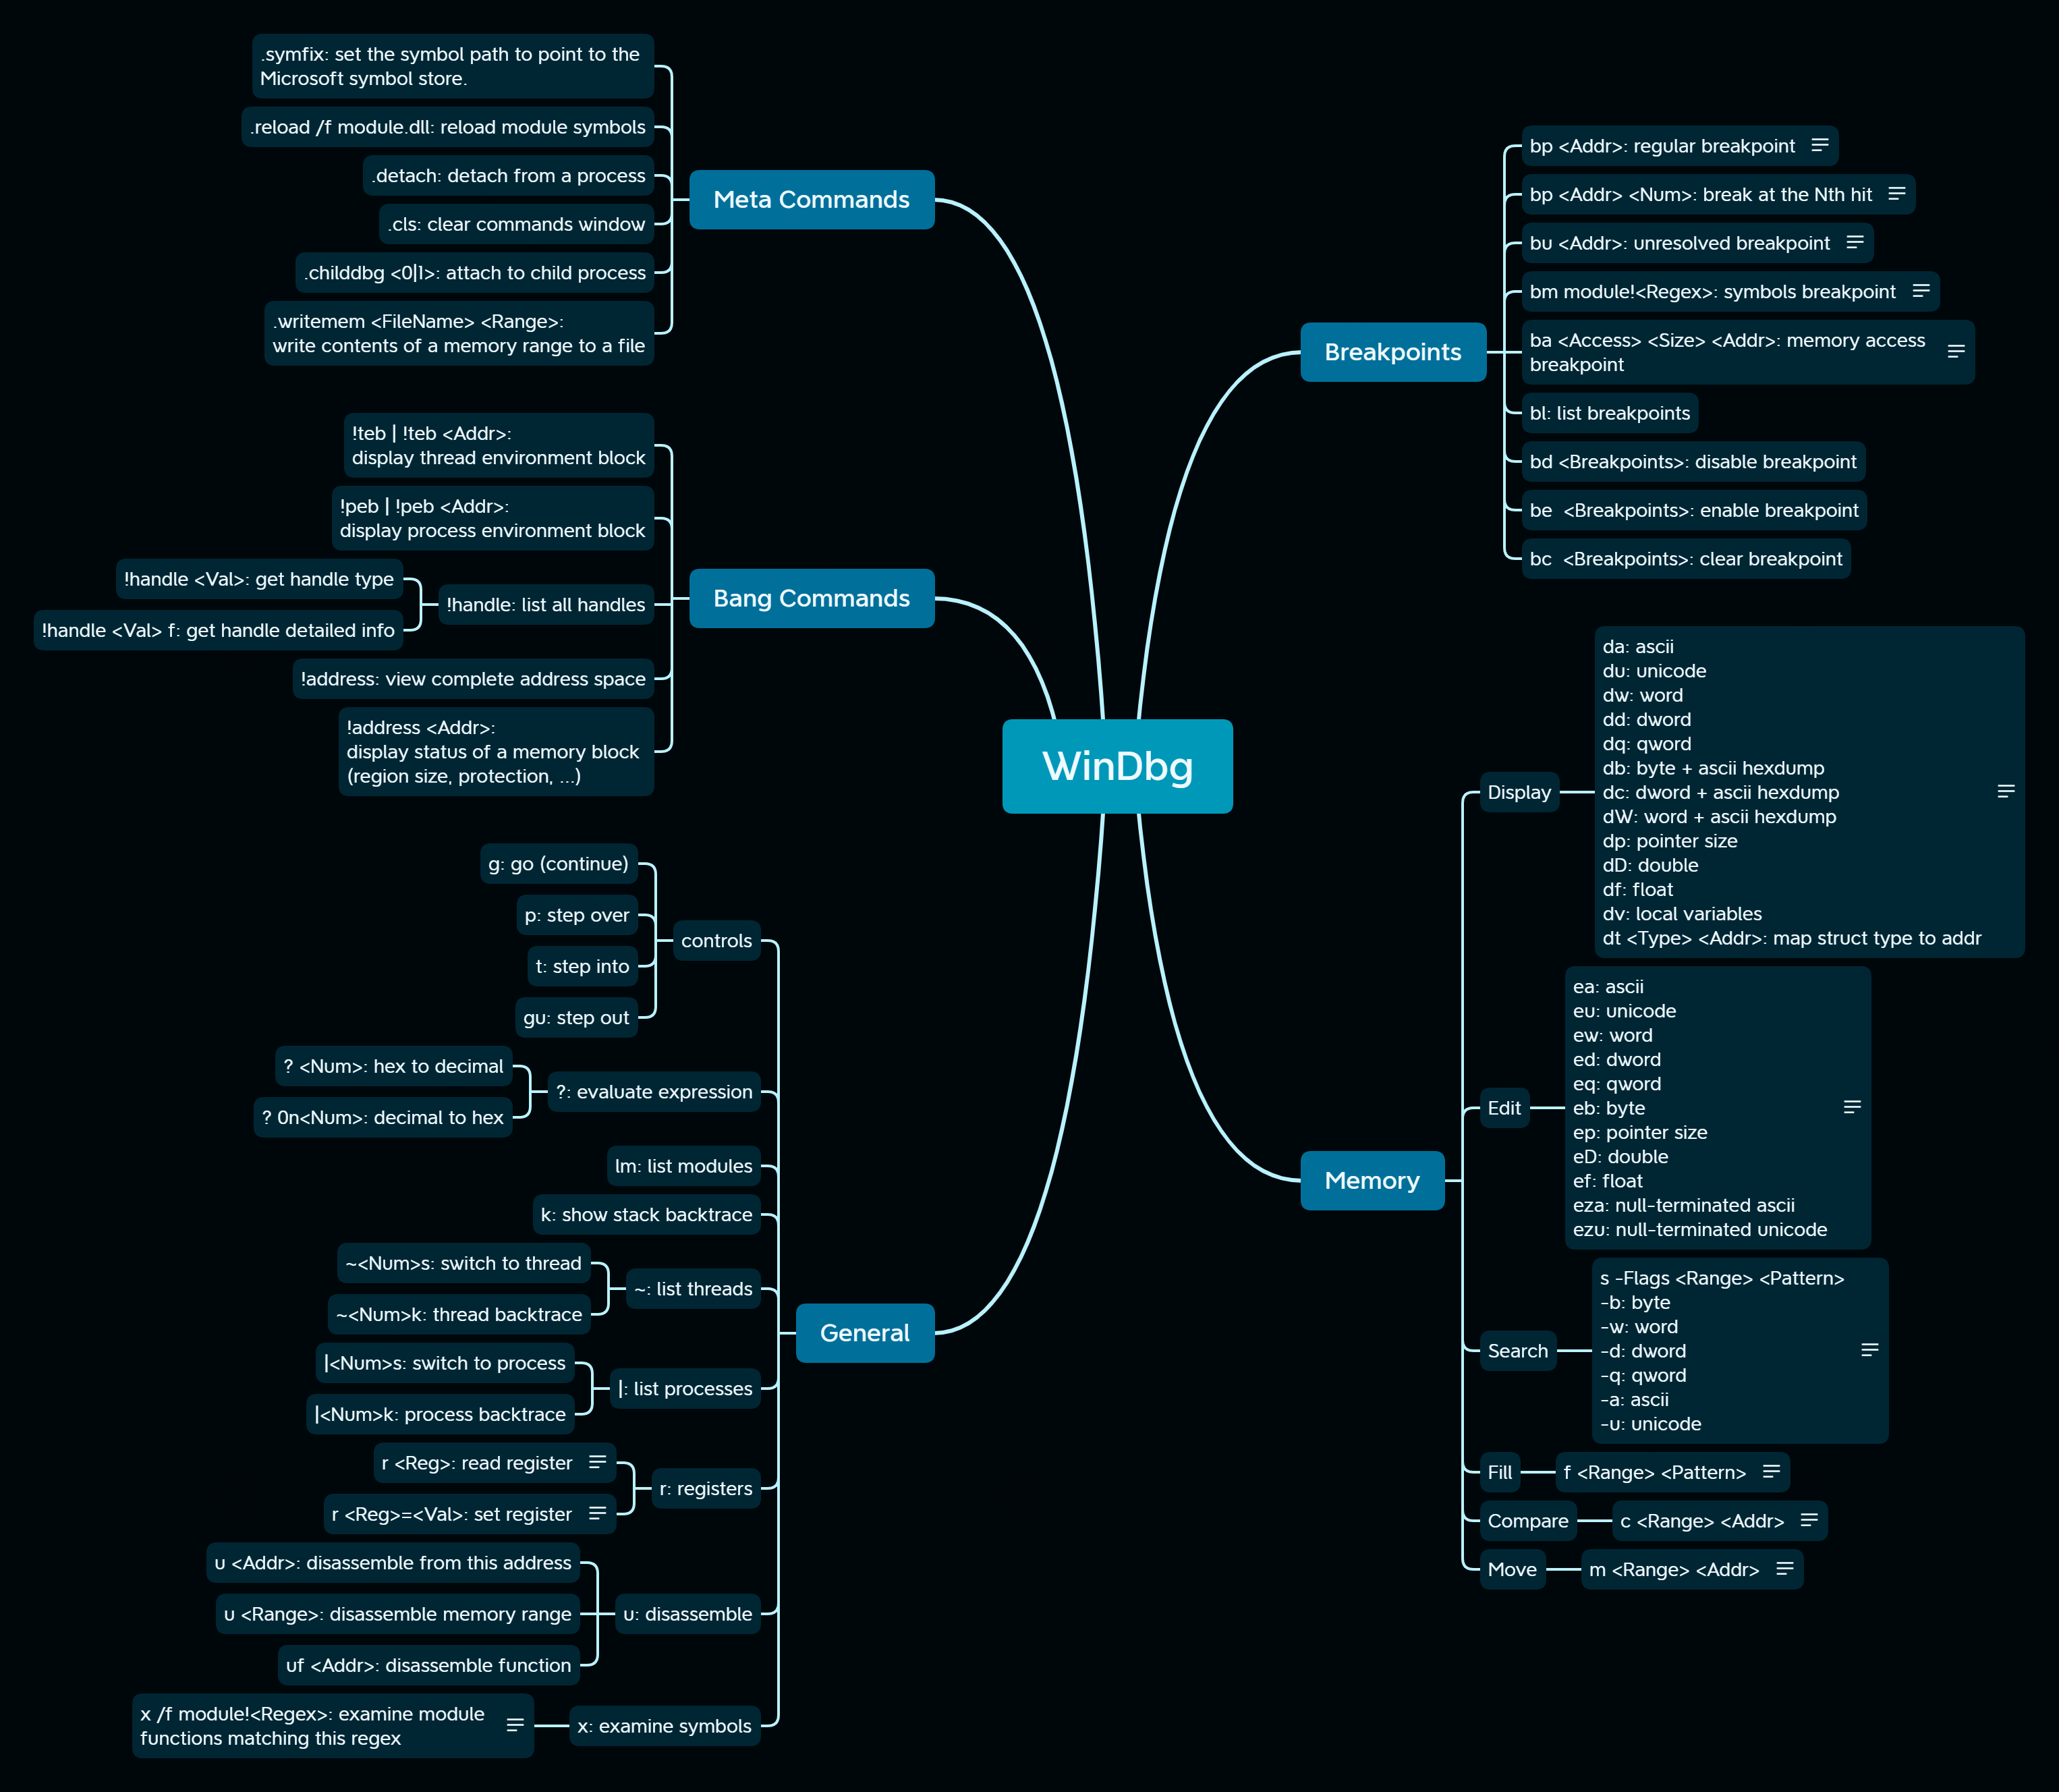 WinDbg
Meta Commands
.symfix: set the symbol path to point to the
Microsoft symbol store.
.reload /f module.dll: reload module symbols
.detach: detach from a process
.cls: clear commands window
.childdbg <0|1>: attach to child process
.writemem <FileName> <Range>:
write contents of a memory range to a file
Bang Commands
!teb | !teb <Addr>:
display thread environment block
!peb | !peb <Addr>:
display process environment block
!handle: list all handles
!handle <Val>: get handle type
!handle <Val> f: get handle detailed info
!address: view complete address space
!address <Addr>:
display status of a memory block
(region size, protection, ...)
General
controls
g: go (continue)
p: step over
t: step into
gu: step out
?: evaluate expression
? <Num>: hex to decimal
? 0n<Num>: decimal to hex
lm: list modules
k: show stack backtrace
~: list threads
~<Num>s: switch to thread
~<Num>k: thread backtrace
|: list processes
|<Num>s: switch to process
|<Num>k: process backtrace
r: registers
r <Reg>: read register
r <Reg>=<Val>: set register
u: disassemble
u <Addr>: disassemble from this address
u <Range>: disassemble memory range
uf <Addr>: disassemble function
x: examine symbols
x /f module!<Regex>: examine module
functions matching this regex
Breakpoints
bp <Addr>: regular breakpoint
bp <Addr> <Num>: break at the Nth hit
bu <Addr>: unresolved breakpoint
bm module!<Regex>: symbols breakpoint
ba <Access> <Size> <Addr>: memory access
breakpoint
bl: list breakpoints
bd <Breakpoints>: disable breakpoint
be  <Breakpoints>: enable breakpoint
bc  <Breakpoints>: clear breakpoint
Memory
Display
da: ascii
du: unicode
dw: word
dd: dword
dq: qword
db: byte + ascii hexdump
dc: dword + ascii hexdump
dW: word + ascii hexdump
dp: pointer size
dD: double
df: float
dv: local variables
dt <Type> <Addr>: map struct type to addr
Edit
ea: ascii
eu: unicode
ew: word
ed: dword
eq: qword
eb: byte
ep: pointer size
eD: double
ef: float
eza: null-terminated ascii
ezu: null-terminated unicode
Search
s -Flags <Range> <Pattern>
-b: byte
-w: word
-d: dword
-q: qword
-a: ascii
-u: unicode
Fill
f <Range> <Pattern>
Compare
c <Range> <Addr>
Move
m <Range> <Addr>